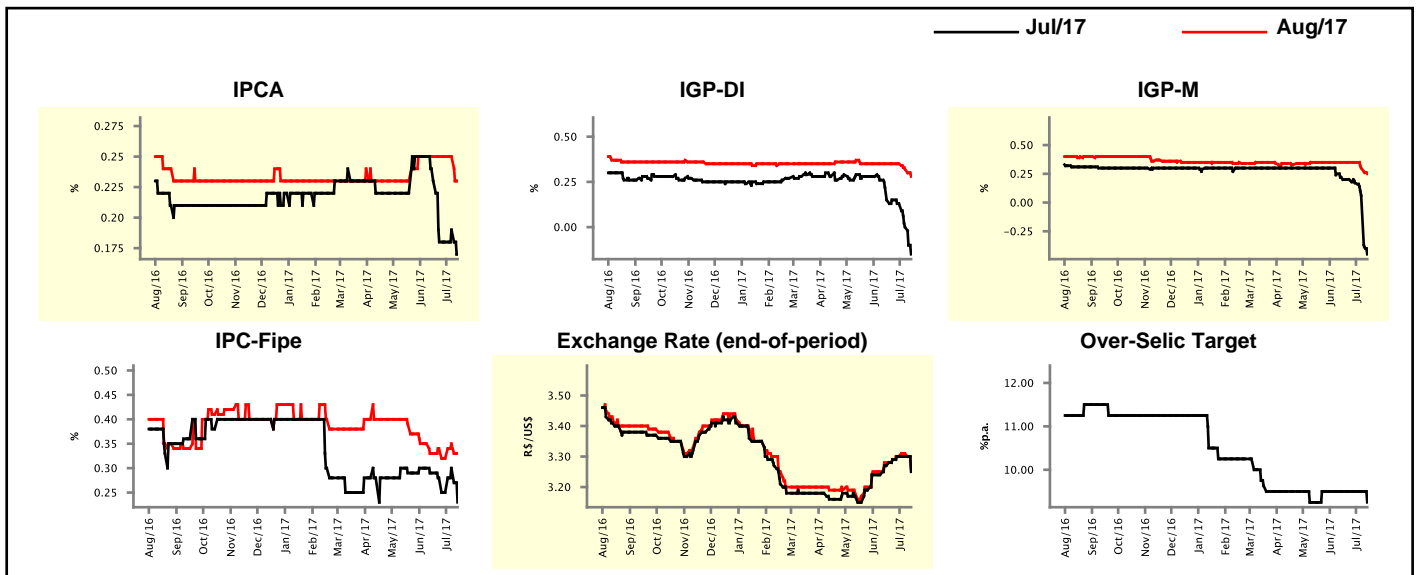 Jul/17 Aug/17
IPCA IGP-DI IGP-M
0.275
0.25
0.225
0.20
0.175
%
Aug/16 Sep/16 Oct/16 Nov/16 Dec/16 Jan/17 Feb/17 Mar/17 Apr/17 May/17 Jun/17 Jul/17
0.50
0.25
0.00
%
Aug/16 Sep/16 Oct/16 Nov/16 Dec/16 Jan/17 Feb/17 Mar/17 Apr/17 May/17 Jun/17 Jul/17
0.50
0.25
0.00
−0.25
%
Aug/16 Sep/16 Oct/16 Nov/16 Dec/16 Jan/17 Feb/17 Mar/17 Apr/17 May/17 Jun/17 Jul/17
IPC-Fipe Exchange Rate (end-of-period) Over-Selic Target
0.50
0.45
0.40
0.35
0.30
0.25
%
Aug/16 Sep/16 Oct/16 Nov/16 Dec/16 Jan/17 Feb/17 Mar/17 Apr/17 May/17 Jun/17 Jul/17
3.50
3.40
3.30
3.20
R$/US$
Aug/16 Sep/16 Oct/16 Nov/16 Dec/16 Jan/17 Feb/17 Mar/17 Apr/17 May/17 Jun/17 Jul/17
12.00
11.00
10.00
%p.a.
Aug/16 Sep/16 Oct/16 Nov/16 Dec/16 Jan/17 Feb/17 Mar/17 Apr/17 May/17 Jun/17 Jul/17